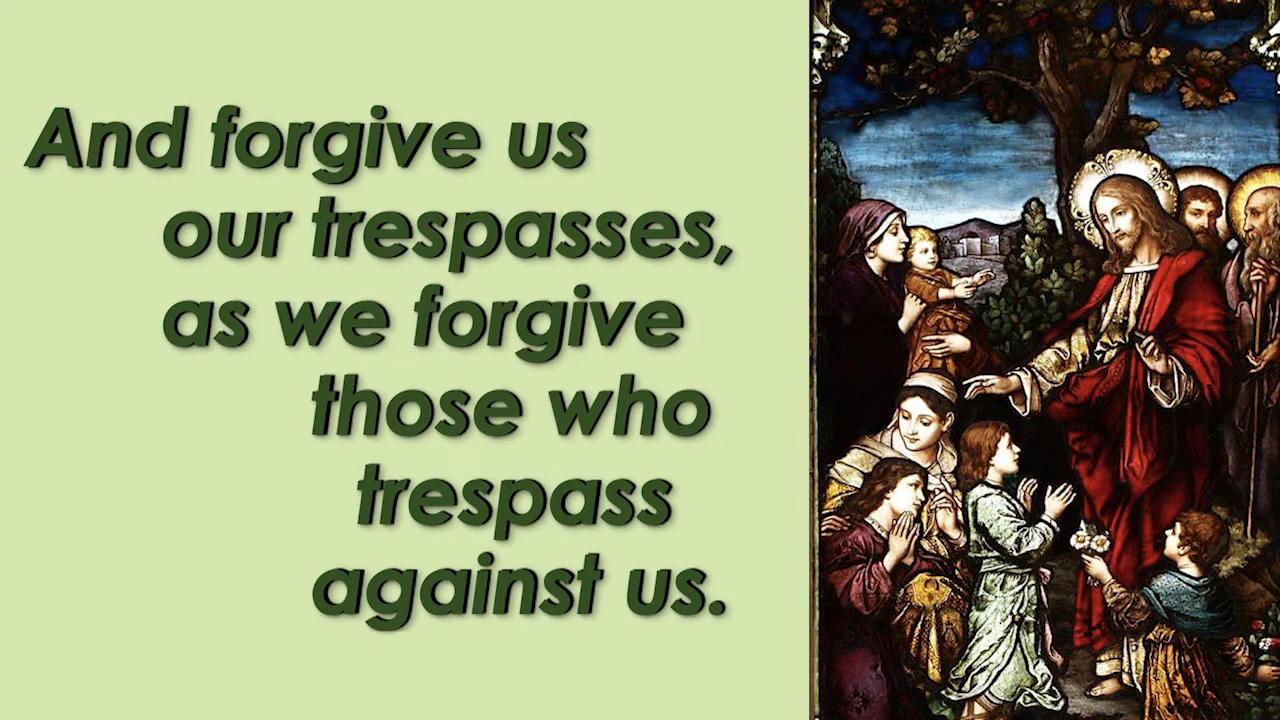 And forgive us
our trespasses,
as we forgive
those who
trespass
against us.